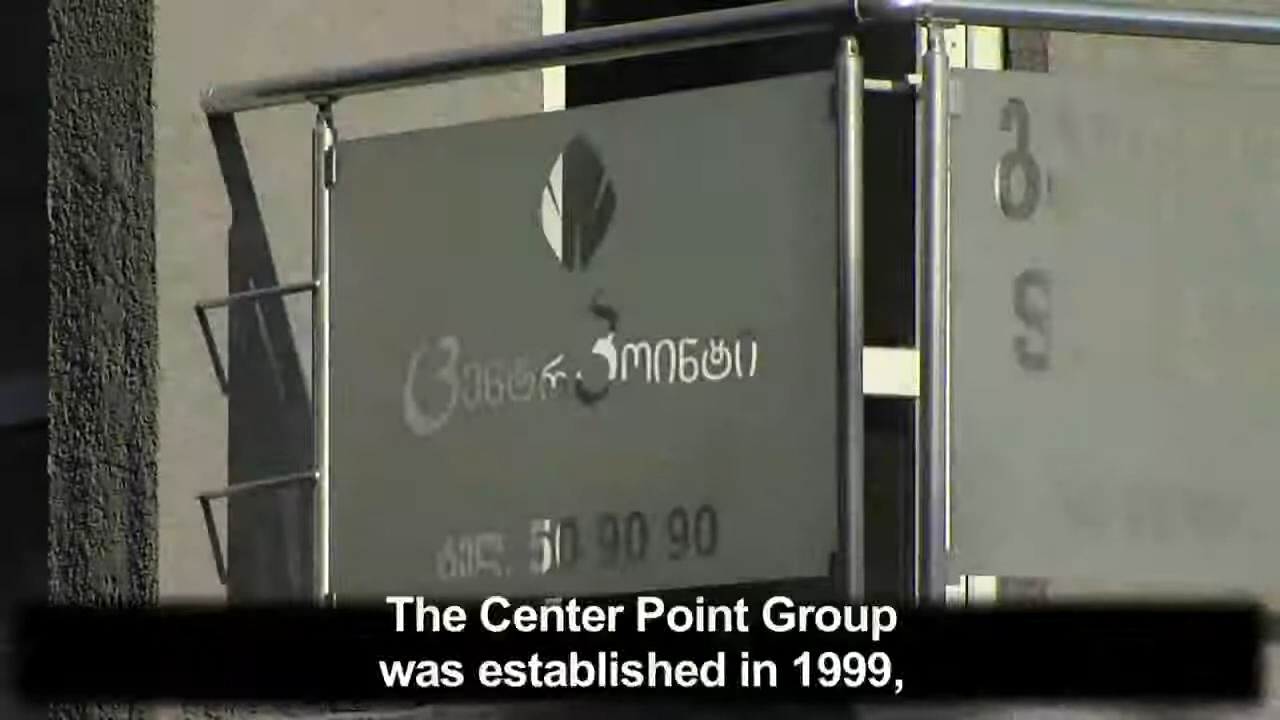 ცენტრ პოინტი
ტელ. 50 90 90
The Center Point Group
was established in 1999,